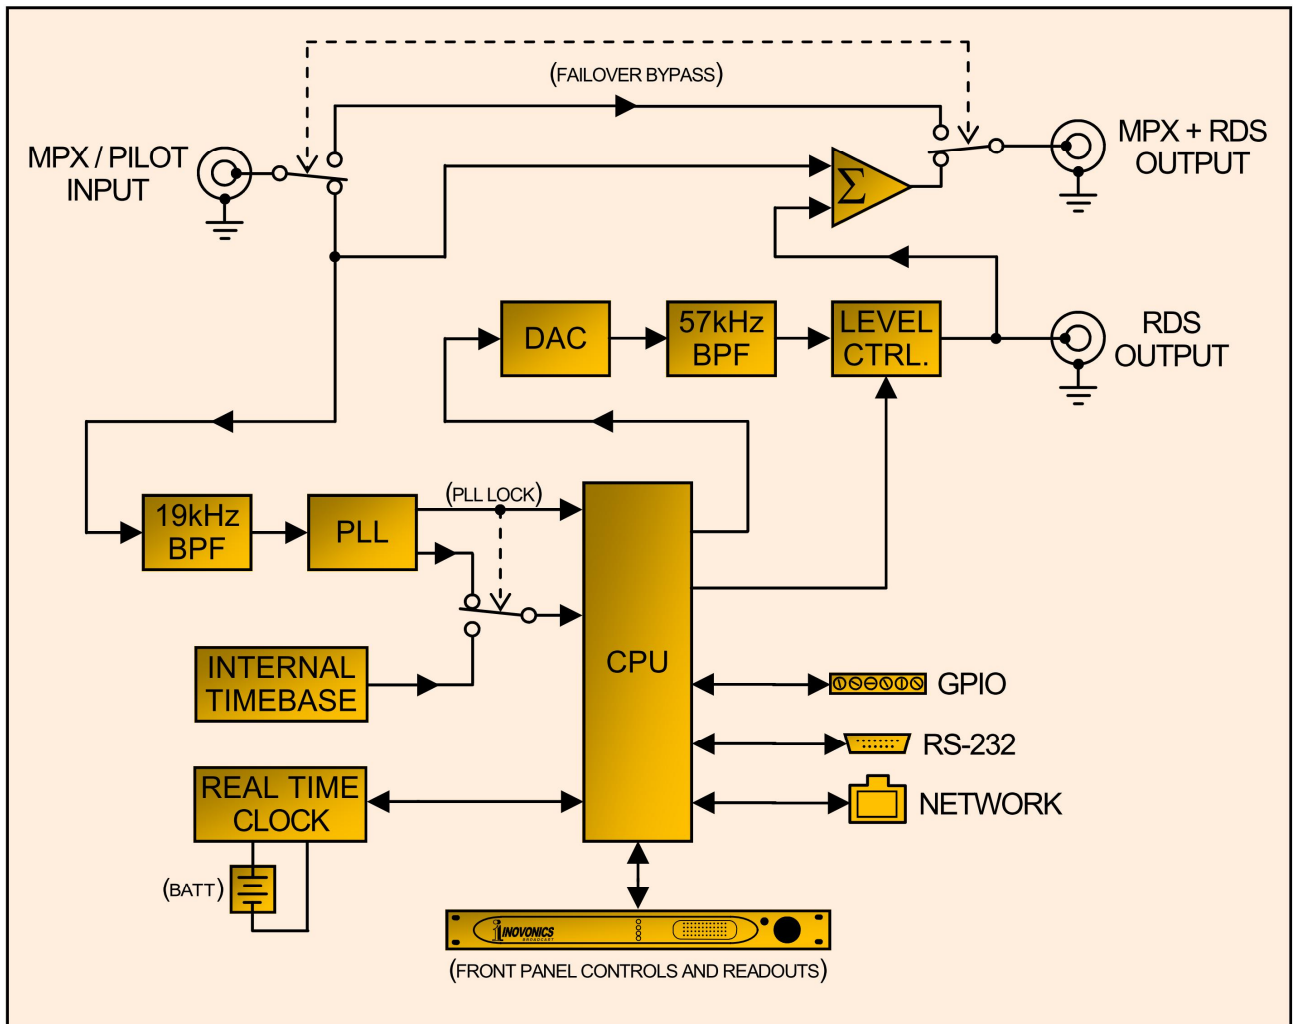 (FAILOVER BYPASS)
MPX / PILOT
INPUT
MPX + RDS
OUTPUT
Σ
DAC
57kHz
BPF
LEVEL
CTRL.
RDS
OUTPUT
(PLL LOCK)
19kHz
BPF
PLL
CPU
INTERNAL
TIMEBASE
GPIO
RS-232
REAL TIME
CLOCK
NETWORK
(BATT)
INOVONICS
BROADCAST
(FRONT PANEL CONTROLS AND READOUTS)